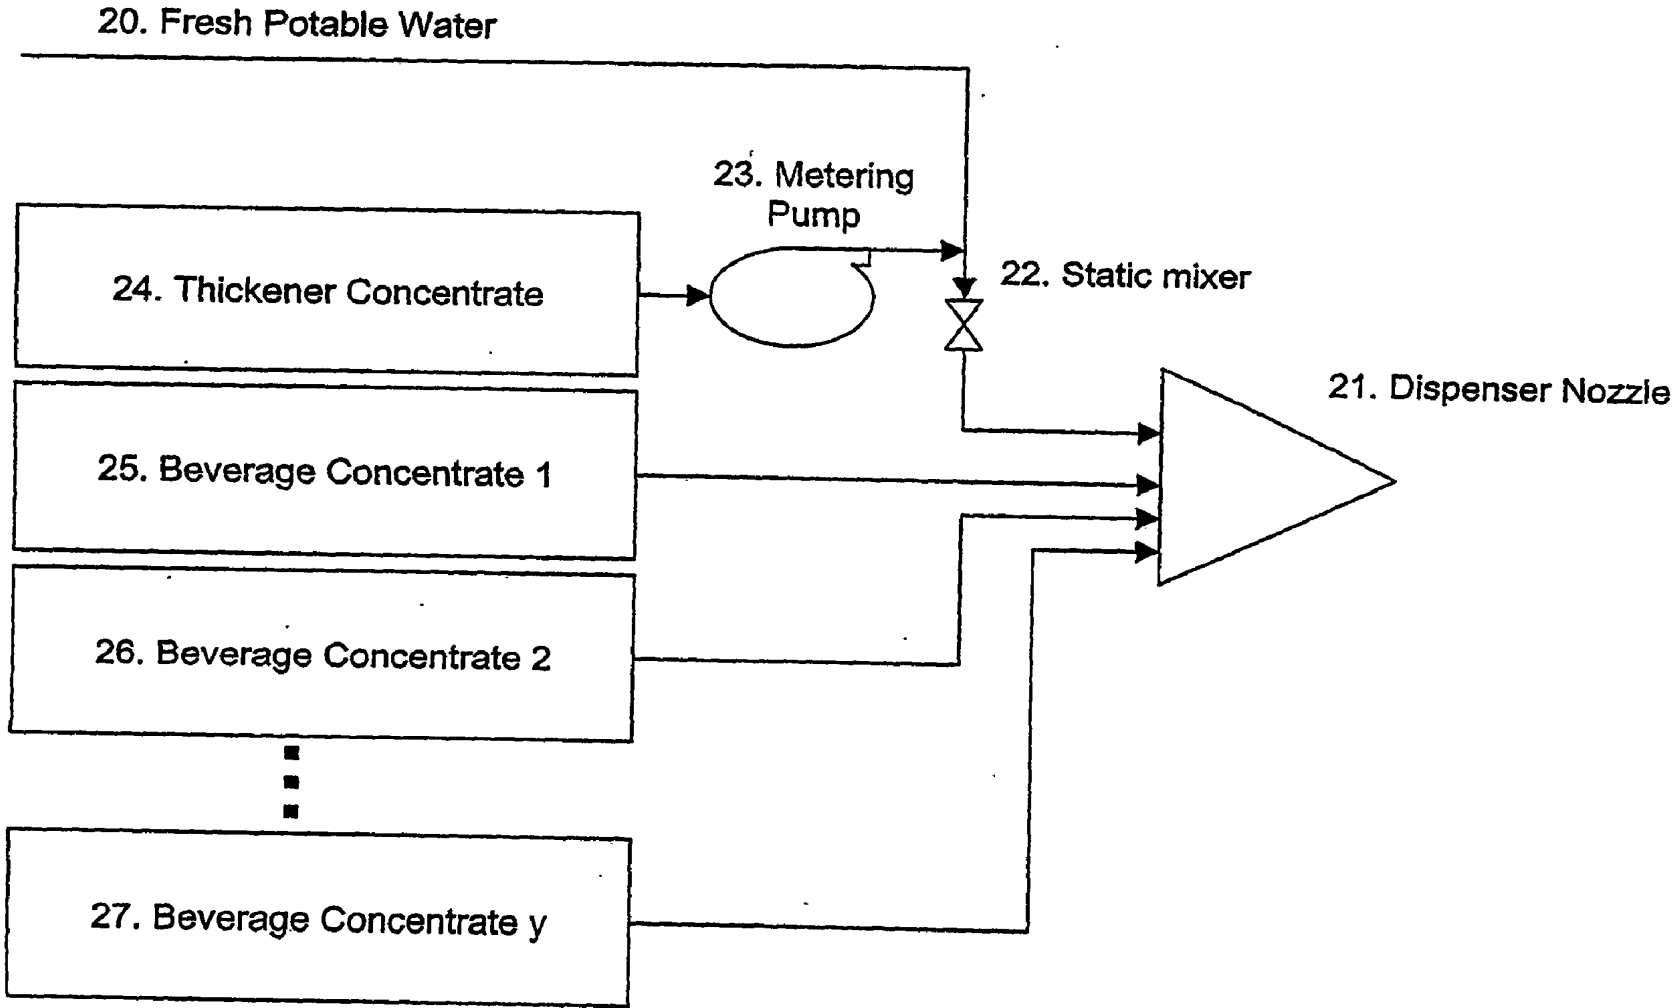 20. Fresh Potable Water
23. Metering
Pump
24. Thickener Concentrate
22. Static mixer
21. Dispenser Nozzle
25. Beverage Concentrate 1
26. Beverage Concentrate 2
27. Beverage Concentrate y